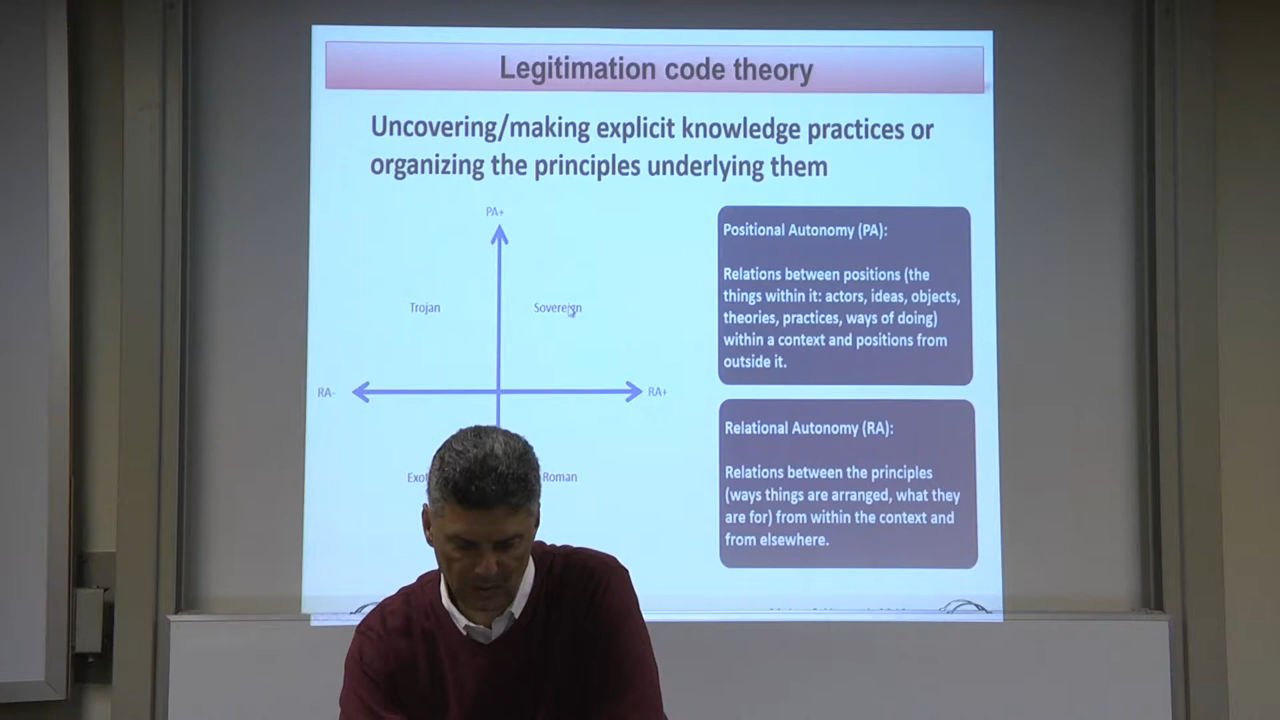 Legitimation code theory
Uncovering/making explicit knowledge practices or
organizing the principles underlying them
PA+
Trojan
Sovereign
RA-
RA+
Roman
Positional Autonomy (PA):
Relations between positions (the
things within it: actors, ideas, objects,
theories, practices, ways of doing)
within a context and positions from
outside it.
Relational Autonomy (RA):
Relations between the principles
(ways things are arranged, what they
are for) from within the context and
from elsewhere.